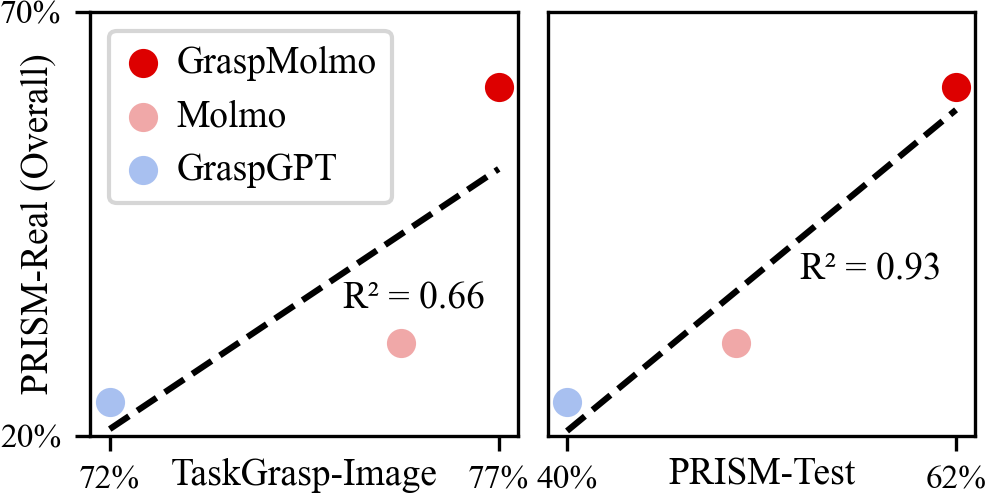 70%
PRISM-Real (Overall)
20%
GraspMolmo
Molmo
GraspGPT
R² = 0.66
72% TaskGrasp-Image 77%
R² = 0.93
40% PRISM-Test 62%